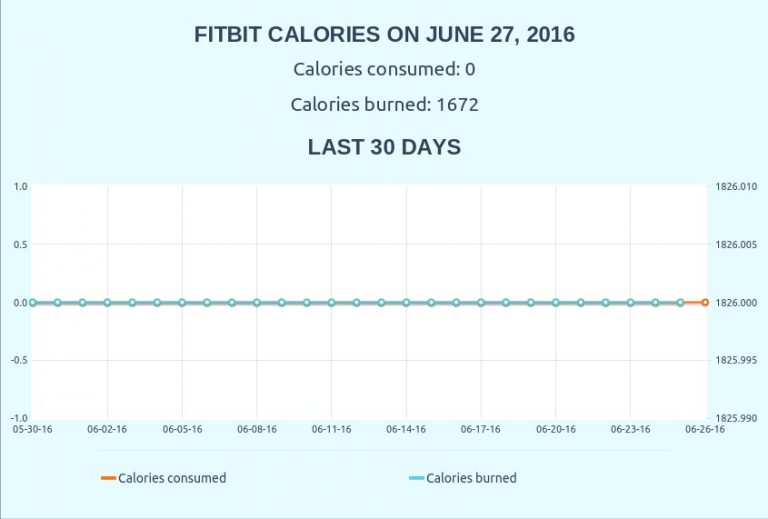 FITBIT CALORIES ON JUNE 27, 2016
Calories consumed: 0
Calories burned: 1672
LAST 30 DAYS
1.0 1826.010
0.5 1826.005
0.0 1826.000
-0.5 1825.995
-1.0 1825.990
05-30-16 06-02-16 06-05-16 06-08-16 06-11-16 06-14-16 06-17-16 06-20-16 06-23-16 06-26-16
Calories consumed Calories burned